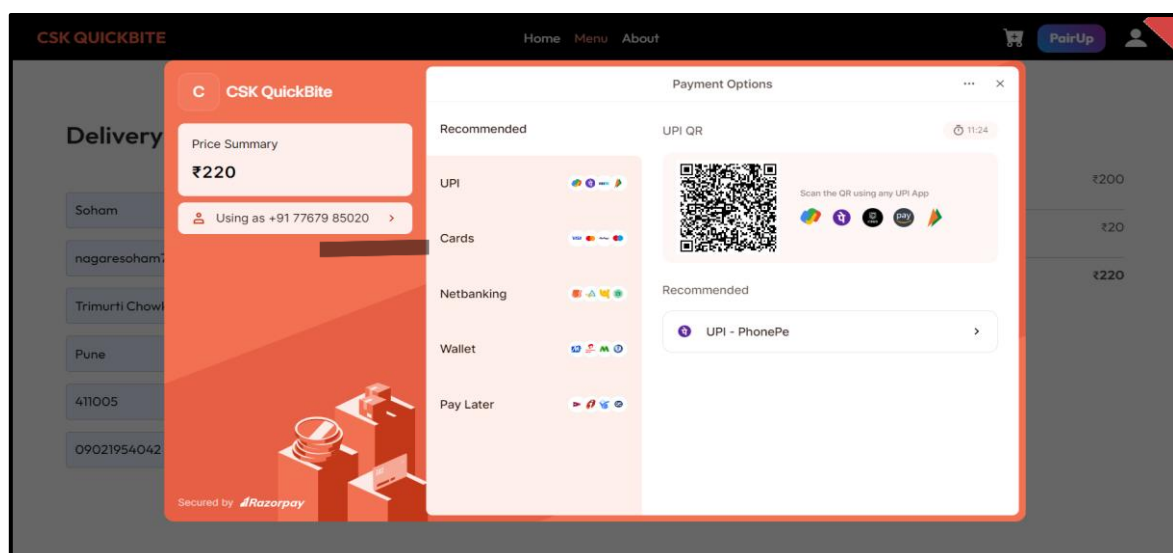 CSK QUICKBITE
Home Menu About
PairUp
Delivery
Soham
nagaresoham7
Trimurti Chowk
Pune
411005
09021954042
C CSK QuickBite
Price Summary
₹220
Using as +91 77679 85020
Secured by Razorpay
Payment Options
Recommended
UPI
Cards
Netbanking
Wallet
Pay Later
UPI QR
11:24
Scan the QR using any UPI App
Recommended
UPI - PhonePe
₹200
₹20
₹220